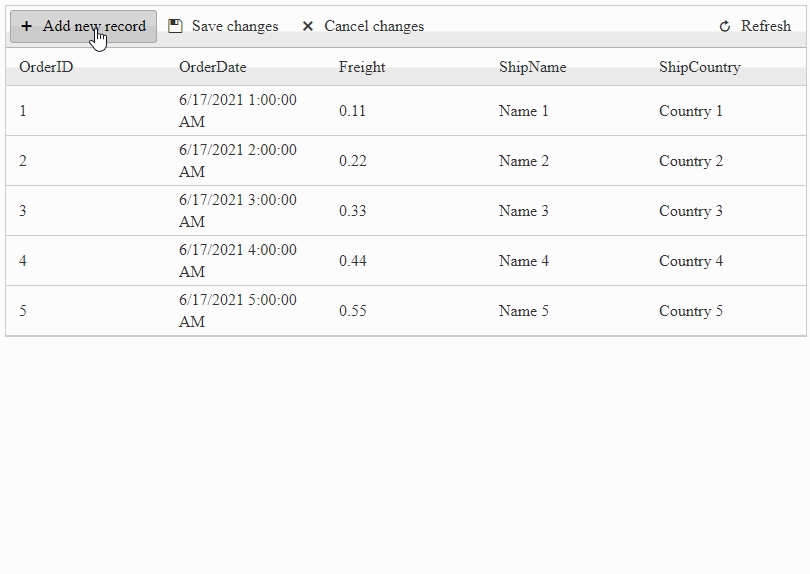 Add new record Save changes Cancel changes Refresh
OrderID OrderDate Freight ShipName ShipCountry
1 6/17/2021 1:00:00 AM 0.11 Name 1 Country 1
2 6/17/2021 2:00:00 AM 0.22 Name 2 Country 2
3 6/17/2021 3:00:00 AM 0.33 Name 3 Country 3
4 6/17/2021 4:00:00 AM 0.44 Name 4 Country 4
5 6/17/2021 5:00:00 AM 0.55 Name 5 Country 5